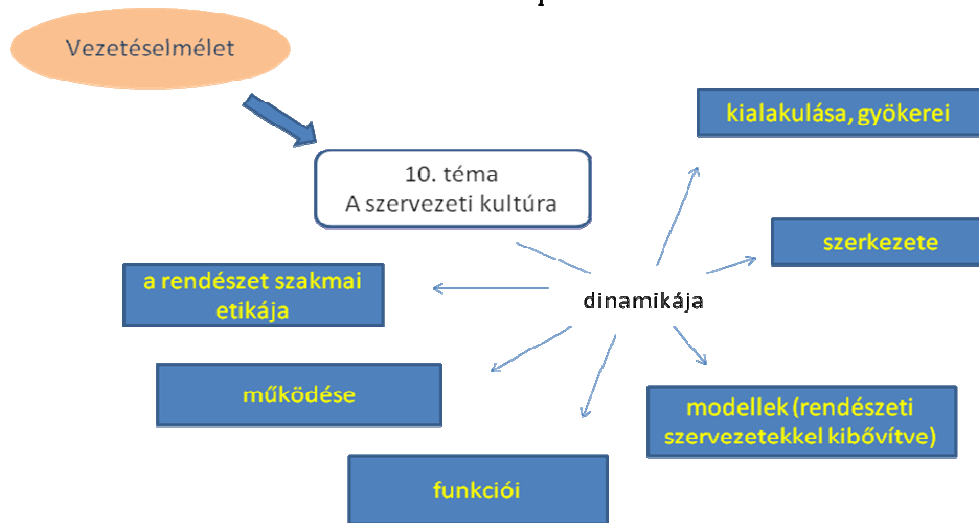 Vezetéselmélet
10. téma
A szervezeti kultúra
kialakulása, gyökerei
szerkezete
a rendészet szakmai
etikája
dinamikája
működése
modellek (rendészeti
szervezetekkel kibővítve)
funkciói